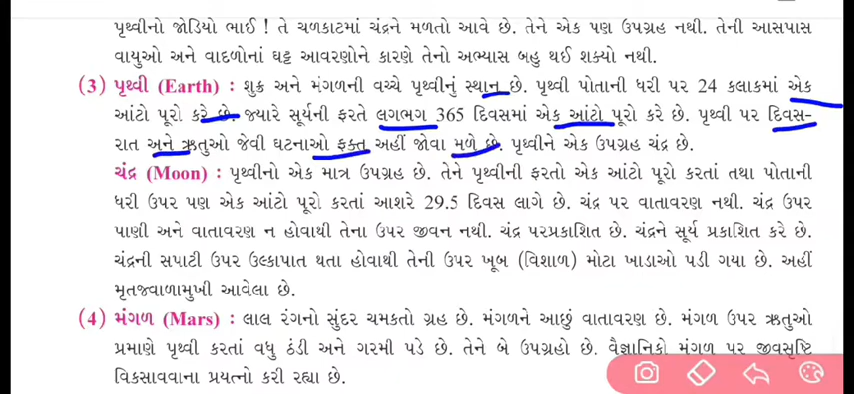 પૃથ્વીનો જોડિયો ભાઈ ! તે ચળકાટમાં ચંદ્રને મળતો આવે છે. તેને એક પણ ઉપગ્રહ નથી. તેની આસપાસ
વાયુઓ અને વાદળોનાં ઘટ્ટ આવરણોને કારણે તેનો અભ્યાસ બહુ થઈ શક્યો નથી.
(3) પૃથ્વી (Earth) : શુક્ર અને મંગળની વચ્ચે પૃથ્વીનું સ્થાન છે. પૃથ્વી પોતાની ધરી પર 24 કલાકમાં એક
આંટો પૂરો કરે છે. જ્યારે સૂર્યની ફરતે લગભગ 365 દિવસમાં એક આંટો પૂરો કરે છે. પૃથ્વી પર દિવસ-
રાત અને ઋતુઓ જેવી ઘટનાઓ ફક્ત અહીં જોવા મળે છે. પૃથ્વીને એક ઉપગ્રહ ચંદ્ર છે.
ચંદ્ર (Moon) : પૃથ્વીનો એક માત્ર ઉપગ્રહ છે. તેને પૃથ્વીની ફરતો એક આંટો પૂરો કરતાં તથા પોતાની
ધરી ઉપર પણ એક આંટો પૂરો કરતાં આશરે 29.5 દિવસ લાગે છે. ચંદ્ર પર વાતાવરણ નથી. ચંદ્ર ઉપર
પાણી અને વાતાવરણ ન હોવાથી તેના ઉપર જીવન નથી. ચંદ્ર પરપ્રકાશિત છે. ચંદ્રને સૂર્ય પ્રકાશિત કરે છે.
ચંદ્રની સપાટી ઉપર ઉલ્કાપાત થતા હોવાથી તેની ઉપર ખૂબ (વિશાળ) મોટા ખાડાઓ પડી ગયા છે. અહીં
મૃતજ્વાળામુખી આવેલા છે.
(4) મંગળ (Mars) : લાલ રંગનો સુંદર ચમકતો ગ્રહ છે. મંગળને આછું વાતાવરણ છે. મંગળ ઉપર ઋતુઓ
પ્રમાણે પૃથ્વી કરતાં વધુ ઠંડી અને ગરમી પડે છે. તેને બે ઉપગ્રહો છે. વૈજ્ઞાનિકો મંગળ પર જીવસૃષ્ટિ
વિકસાવવાના પ્રયત્નો કરી રહ્યા છે.